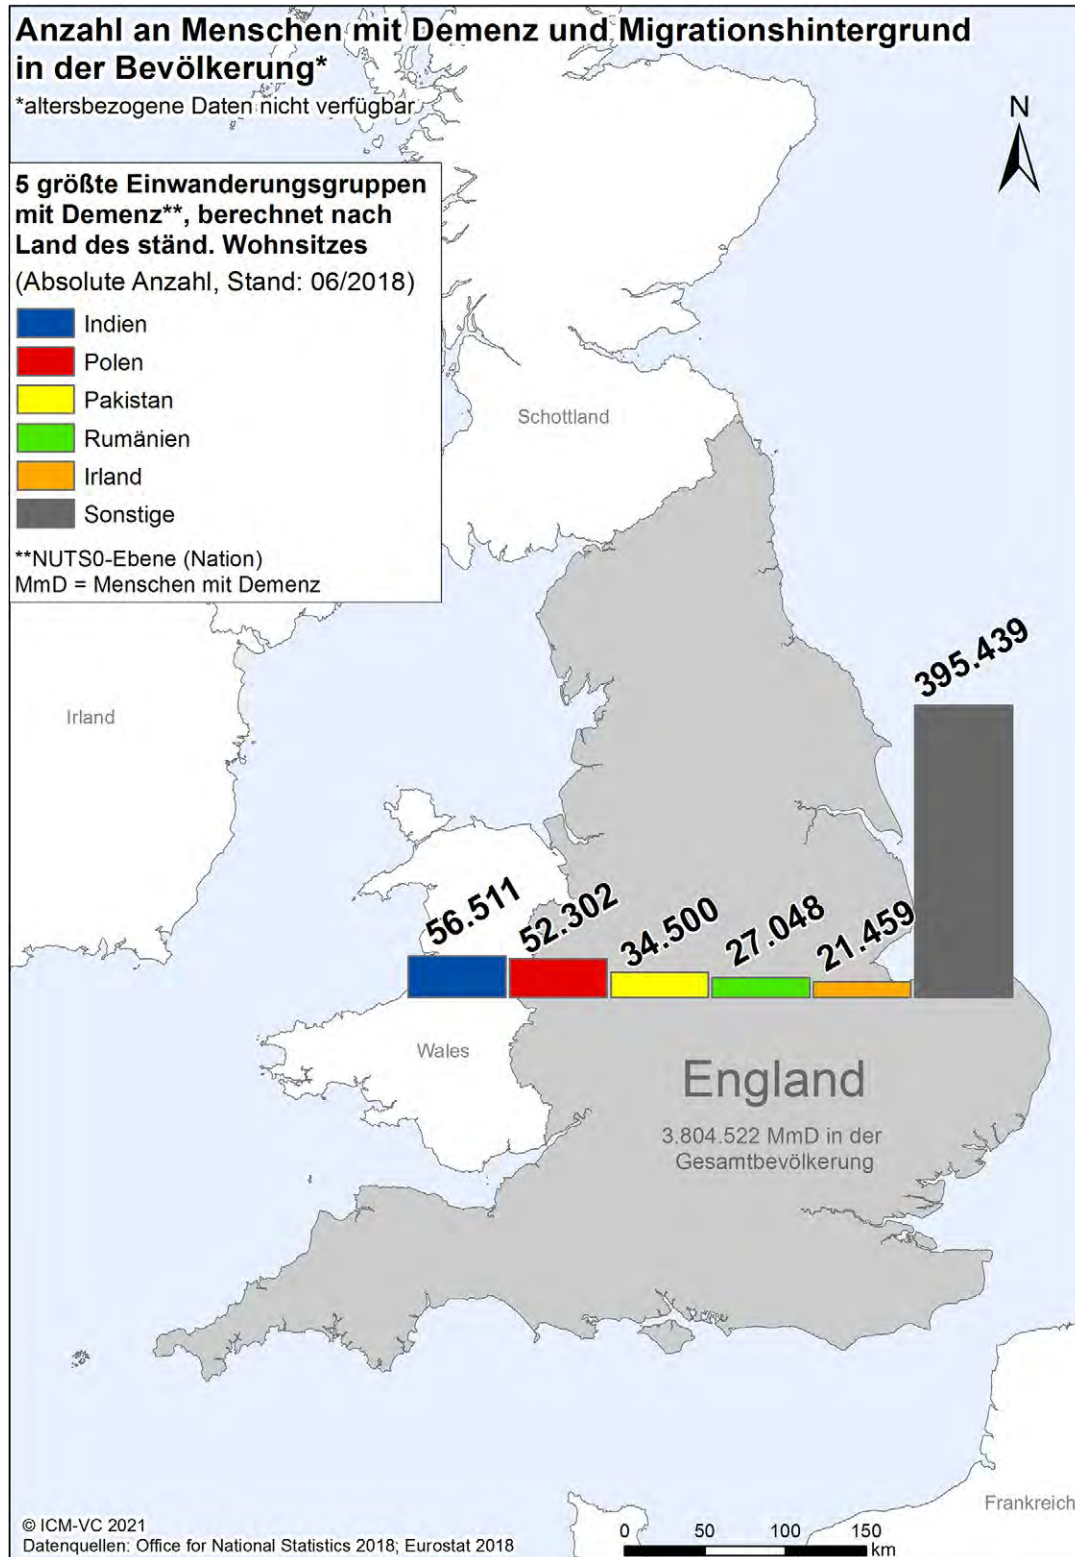 Anzahl an Menschen mit Demenz und Migrationshintergrund
in der Bevölkerung*
*altersbezogene Daten nicht verfügbar
N
5 größte Einwanderungsgruppen
mit Demenz**, berechnet nach
Land des ständ. Wohnsitzes
(Absolute Anzahl, Stand: 06/2018)
Indien
Polen
Pakistan
Rumänien
Irland
Sonstige
**NUTS0-Ebene (Nation)
MmD = Menschen mit Demenz
Schottland
Irland
395.439
56.511
52.302
34.500
27.048
21.459
Wales
England
3.804.522 MmD in der
Gesamtbevölkerung
Frankreich
© ICM-VC 2021
Datenquellen: Office for National Statistics 2018; Eurostat 2018
0 50 100 150
km